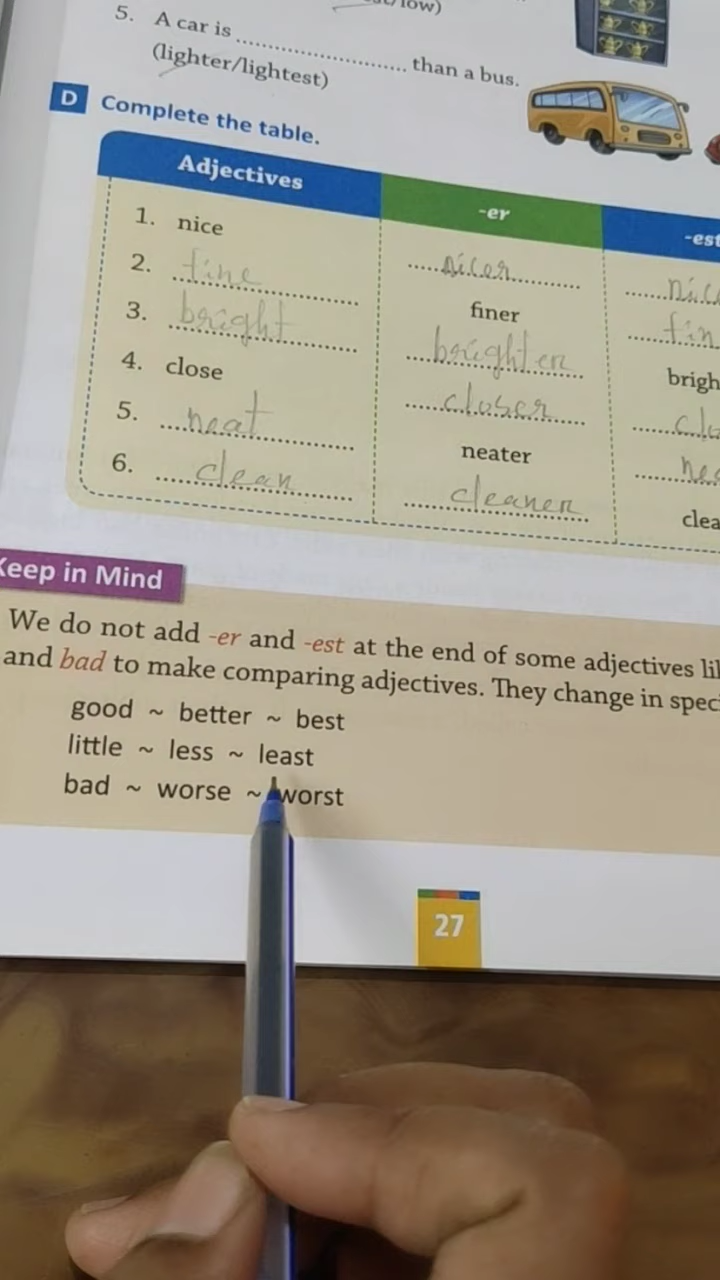 5. A car is .................... than a bus.
(lighter/lightest)
D Complete the table.
Adjectives -er -est
1. nice nicer
2. fine finer
3. bright brighter
4. close closer
5. neat neater
6. clean cleaner
Keep in Mind
We do not add -er and -est at the end of some adjectives
and bad to make comparing adjectives. They change in
good ~ better ~ best
little ~ less ~ least
bad ~ worse ~ worst
27